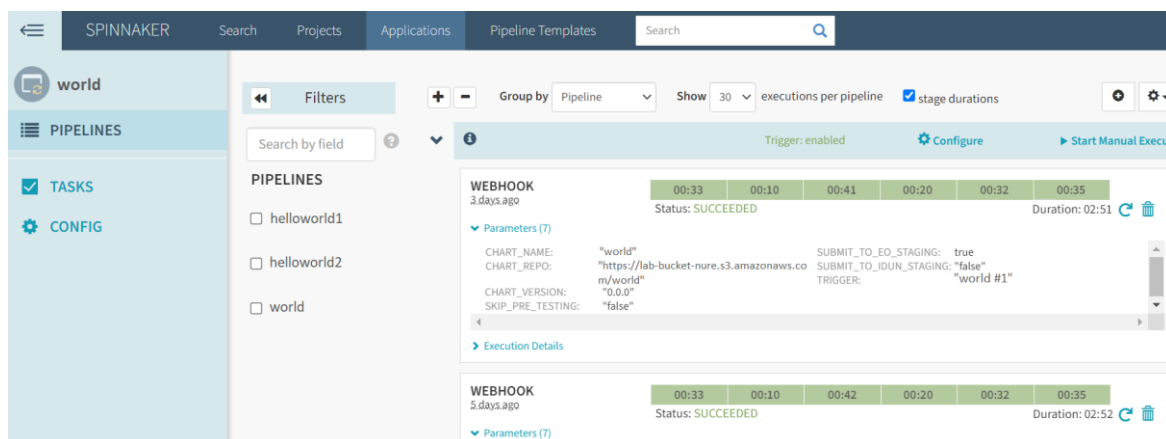 SPINNAKER Search Projects Applications Pipeline Templates Search
world
PIPELINES
TASKS
CONFIG
Filters
Search by field
PIPELINES
helloworld1
helloworld2
world
Group by Pipeline Show 30 executions per pipeline stage durations
Trigger: enabled Configure Start Manual Execu
WEBHOOK
3 days ago
00:33 00:10 00:41 00:20 00:32 00:35
Status: SUCCEEDED Duration: 02:51
Parameters (7)
CHART_NAME: "world"
CHART_REPO: "https://lab-bucket-nure.s3.amazonaws.co
m/world"
CHART_VERSION: "0.0.0"
SKIP_PRE_TESTING: "false"
SUBMIT_TO_EO_STAGING: true
SUBMIT_TO_IDUN_STAGING: "false"
TRIGGER: "world #1"
Execution Details
WEBHOOK
5 days ago
00:33 00:10 00:42 00:20 00:32 00:35
Status: SUCCEEDED Duration: 02:52
Parameters (7)